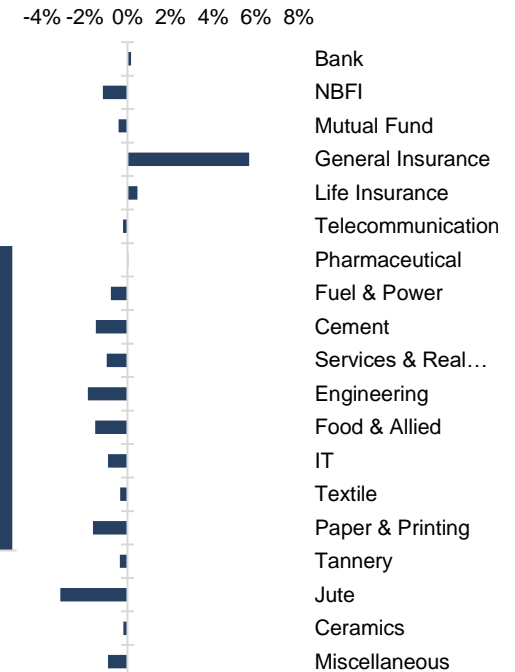 -4% -2% 0% 2% 4% 6% 8%
Bank
NBFI
Mutual Fund
General Insurance
Life Insurance
Telecommunication
Pharmaceutical
Fuel & Power
Cement
Services & Real…
Engineering
Food & Allied
IT
Textile
Paper & Printing
Tannery
Jute
Ceramics
Miscellaneous